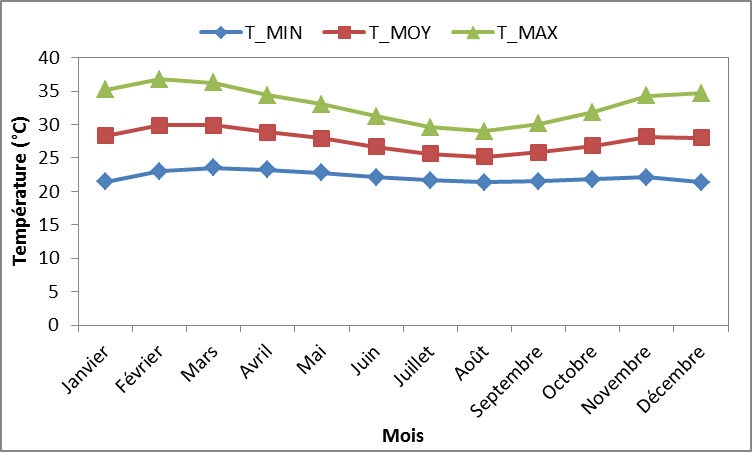 T_MIN T_MOY T_MAX
Température (°C)
40
35
30
25
20
15
10
5
0
Janvier Février Mars Avril Mai Juin Juillet Août Septembre Octobre Novembre Décembre
Mois